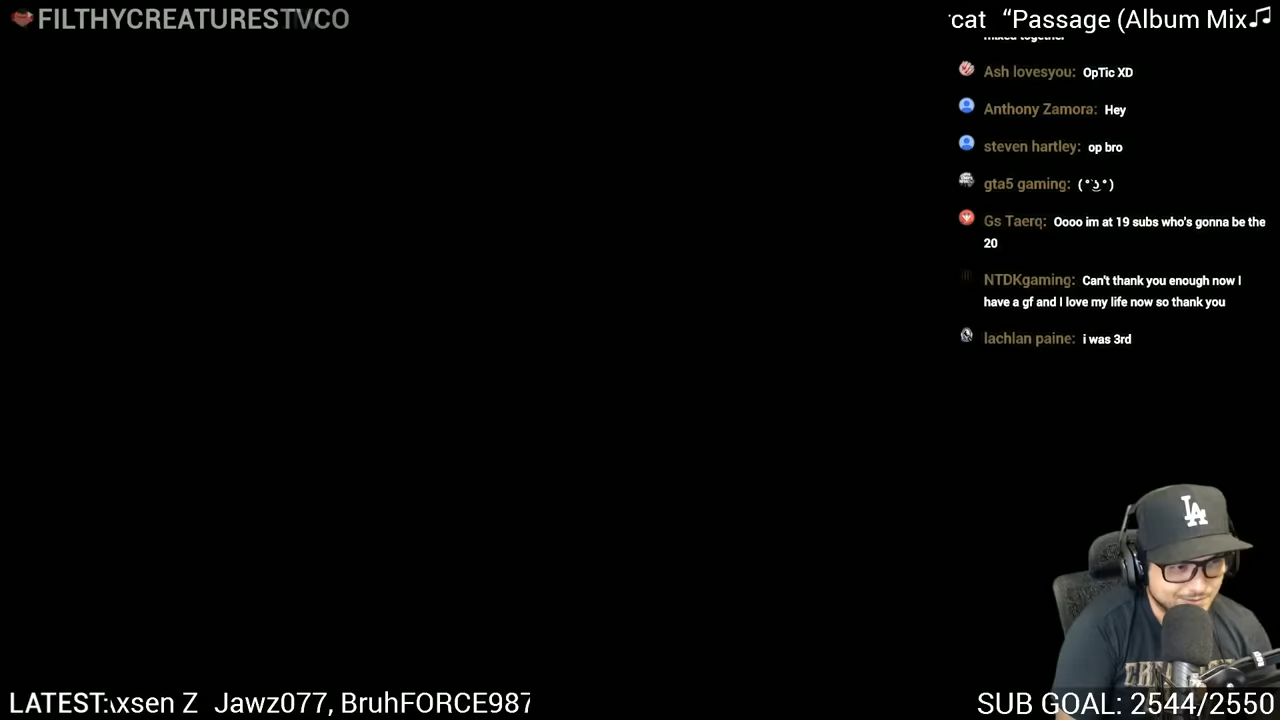 FILTHYCREATURESTVCO
cat “Passage (Album Mix
mixed together
Ash lovesyou: OpTic XD
Anthony Zamora: Hey
steven hartley: op bro
gta5 gaming: ( ͡° ͜ʖ ͡°)
Gs Taerq: Oooo im at 19 subs who's gonna be the
20
NTDKgaming: Can't thank you enough now I
have a gf and I love my life now so thank you
lachlan paine: i was 3rd
LA
LATEST: xsen Z Jawz077, BruhFORCE987
SUB GOAL: 2544/2550